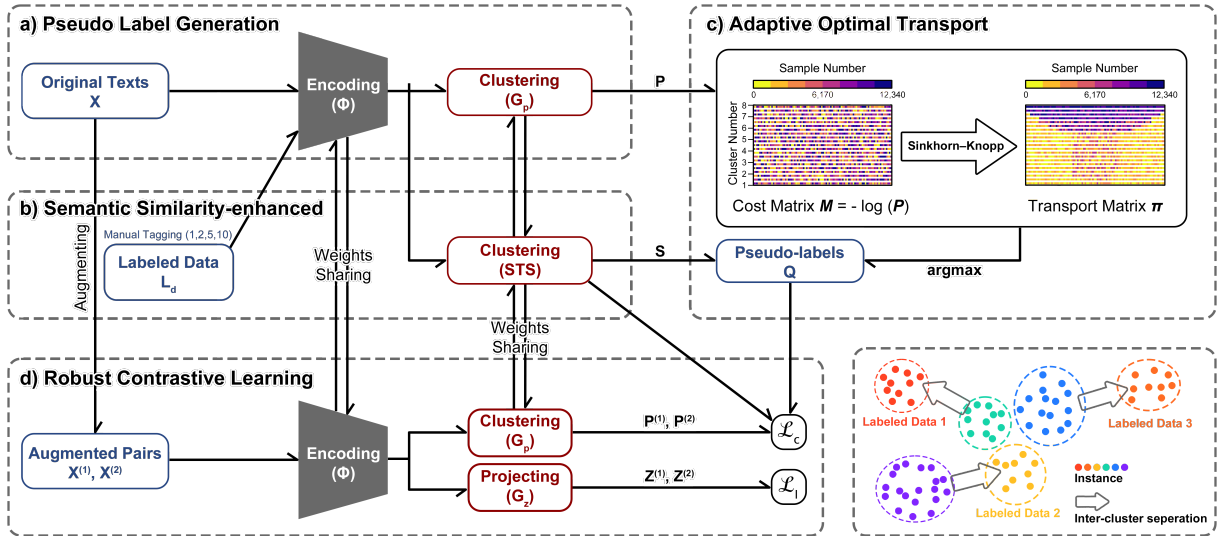 a) Pseudo Label Generation
Original Texts
X
Encoding
(Φ)
Clustering
(Gp)
P
c) Adaptive Optimal Transport
Sample Number
0 6,170 12,340
Cluster Number
8
7
6
5
4
3
2
1
Cost Matrix M = - log (P)
Sinkhorn–Knopp
Sample Number
0 6,170 12,340
Transport Matrix π
b) Semantic Similarity-enhanced
Manual Tagging (1,2,5,10)
Labeled Data
Ld
Augmenting
Weights
Sharing
Clustering
(STS)
S
Pseudo-labels
Q
argmax
Weights
Sharing
d) Robust Contrastive Learning
Augmented Pairs
X(1), X(2)
Encoding
(Φ)
Clustering
(Gp)
P(1), P(2)
ℒc
Projecting
(Gz)
Z(1), Z(2)
ℒl
Labeled Data 1
Labeled Data 3
Labeled Data 2
Instance
Inter-cluster seperation